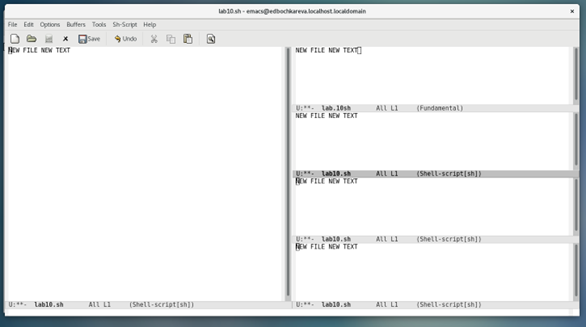 lab10.sh - emacs@edbochkareva.localhost.localdomain
File Edit Options Buffers Tools Sh-Script Help
Save Undo
NEW FILE NEW TEXT
U:**- lab10.sh All L1 (Shell-script[sh])
NEW FILE NEW TEXT
U:**- lab.10sh All L1 (Fundamental)
NEW FILE NEW TEXT
U:**- lab10.sh All L1 (Shell-script[sh])
NEW FILE NEW TEXT
U:**- lab10.sh All L1 (Shell-script[sh])
NEW FILE NEW TEXT
U:**- lab10.sh All L1 (Shell-script[sh])